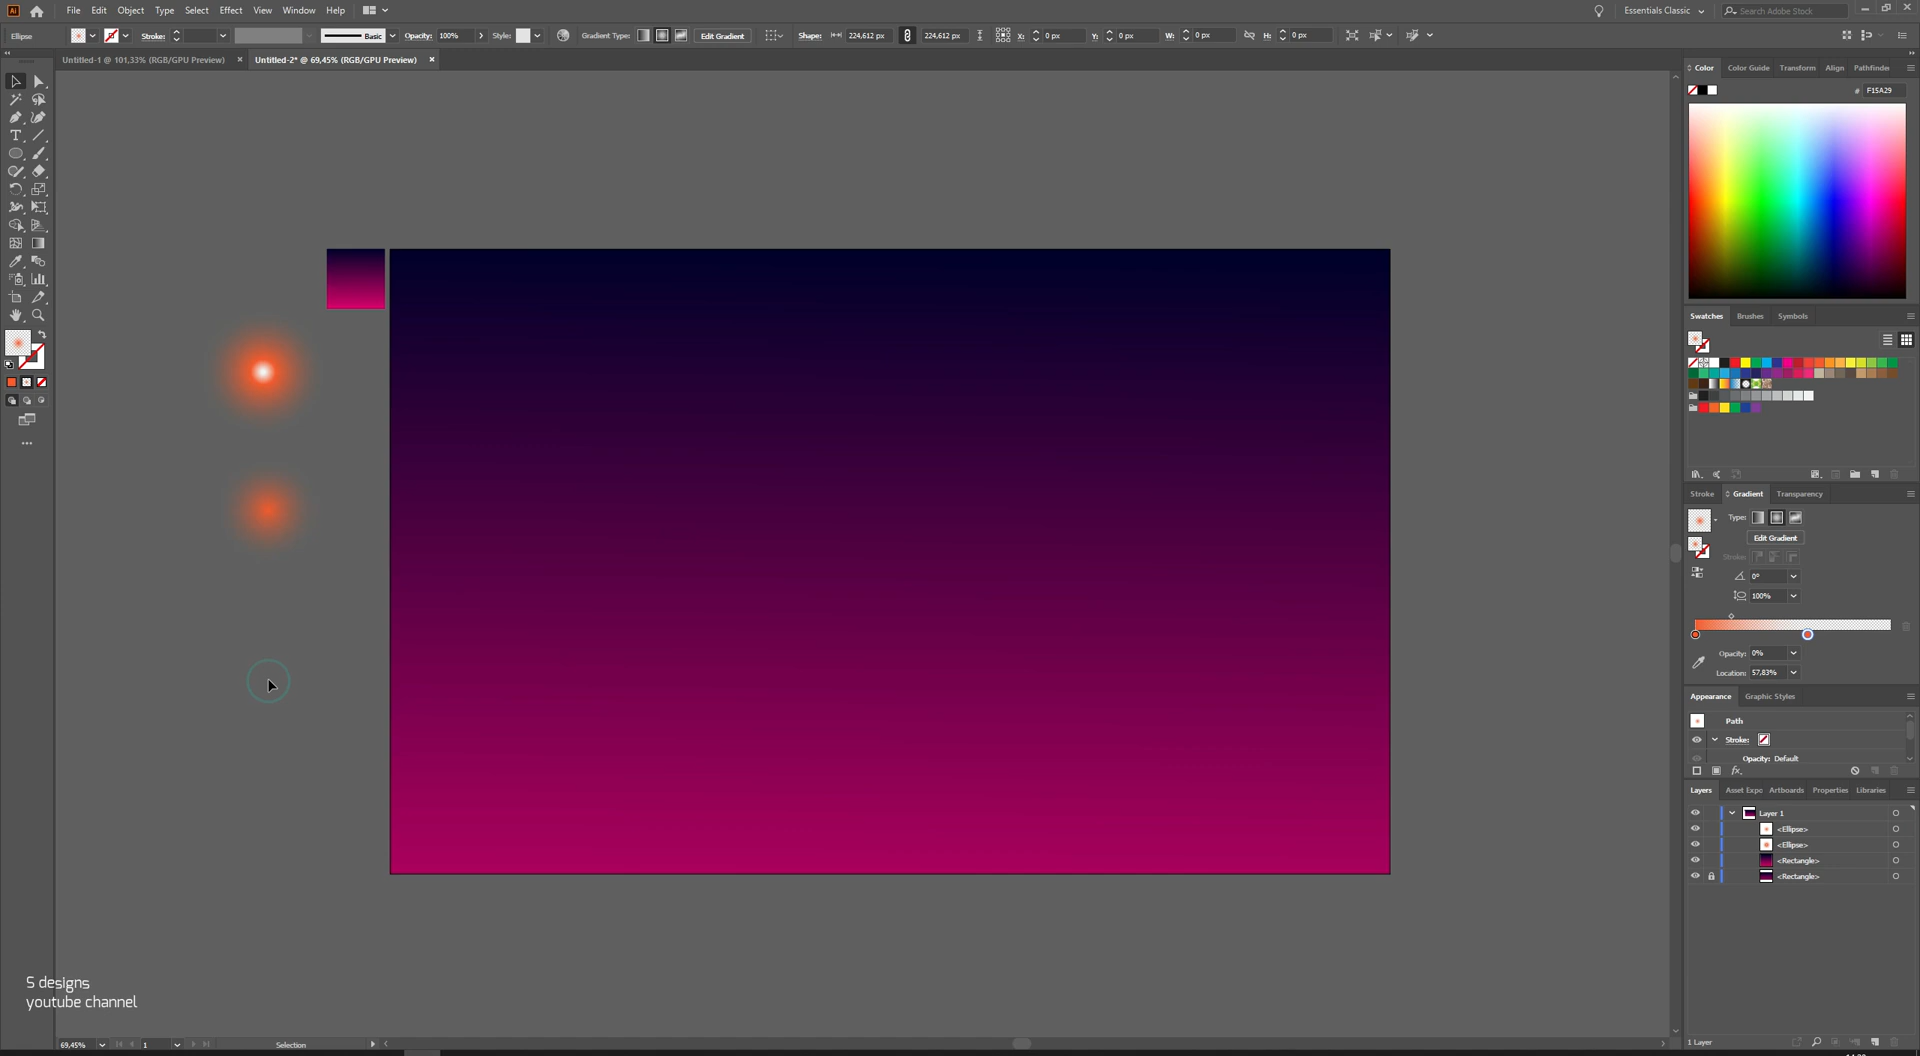 File Edit Object Type Select Effect View Window Help
Essentials Classic
Search Adobe Stock
Ellipse Stroke: Basic Opacity: 100% Style: Gradient Type: Edit Gradient Shape: 224,612 px 224,612 px X: 0 px Y: 0 px W: 0 px H: 0 px
Untitled-1 @ 101,33% (RGB/GPU Preview) × Untitled-2* @ 69,45% (RGB/GPU Preview) ×
Color Color Guide Transform Align Pathfinder
# F15A29
Swatches Brushes Symbols
Stroke Gradient Transparency
Type:
Edit Gradient
Stroke:
0°
100%
Opacity: 0%
Location: 57,83%
Appearance Graphic Styles
Path
Stroke:
Opacity: Default
fx
Layers Asset Expo Artboards Properties Libraries
Layer 1
<Ellipse>
<Ellipse>
<Rectangle>
<Rectangle>
S designs
youtube channel
69,45% 1 Selection
1 Layer